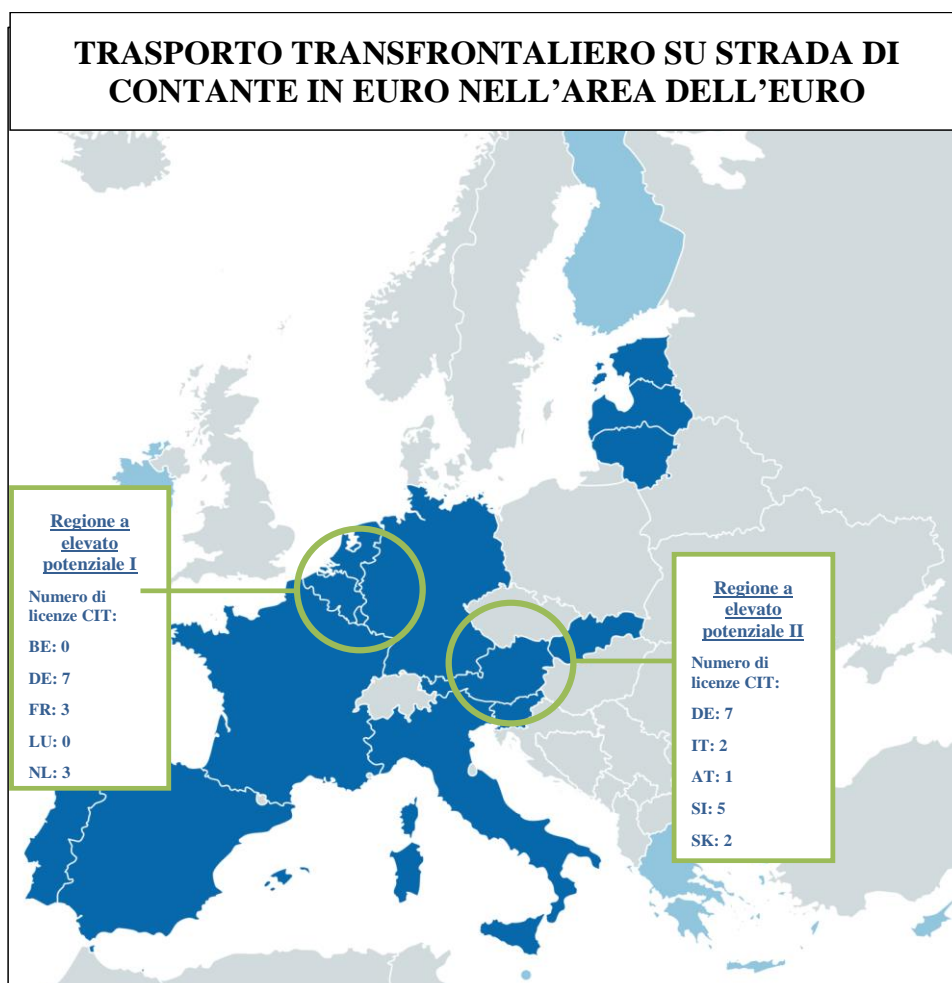 TRASPORTO TRANSFRONTALIERO SU STRADA DI
CONTANTE IN EURO NELL’AREA DELL’EURO
Regione a
elevato
potenziale I
Numero di
licenze CIT:
BE: 0
DE: 7
FR: 3
LU: 0
NL: 3
Regione a
elevato
potenziale II
Numero di
licenze CIT:
DE: 7
IT: 2
AT: 1
SI: 5
SK: 2